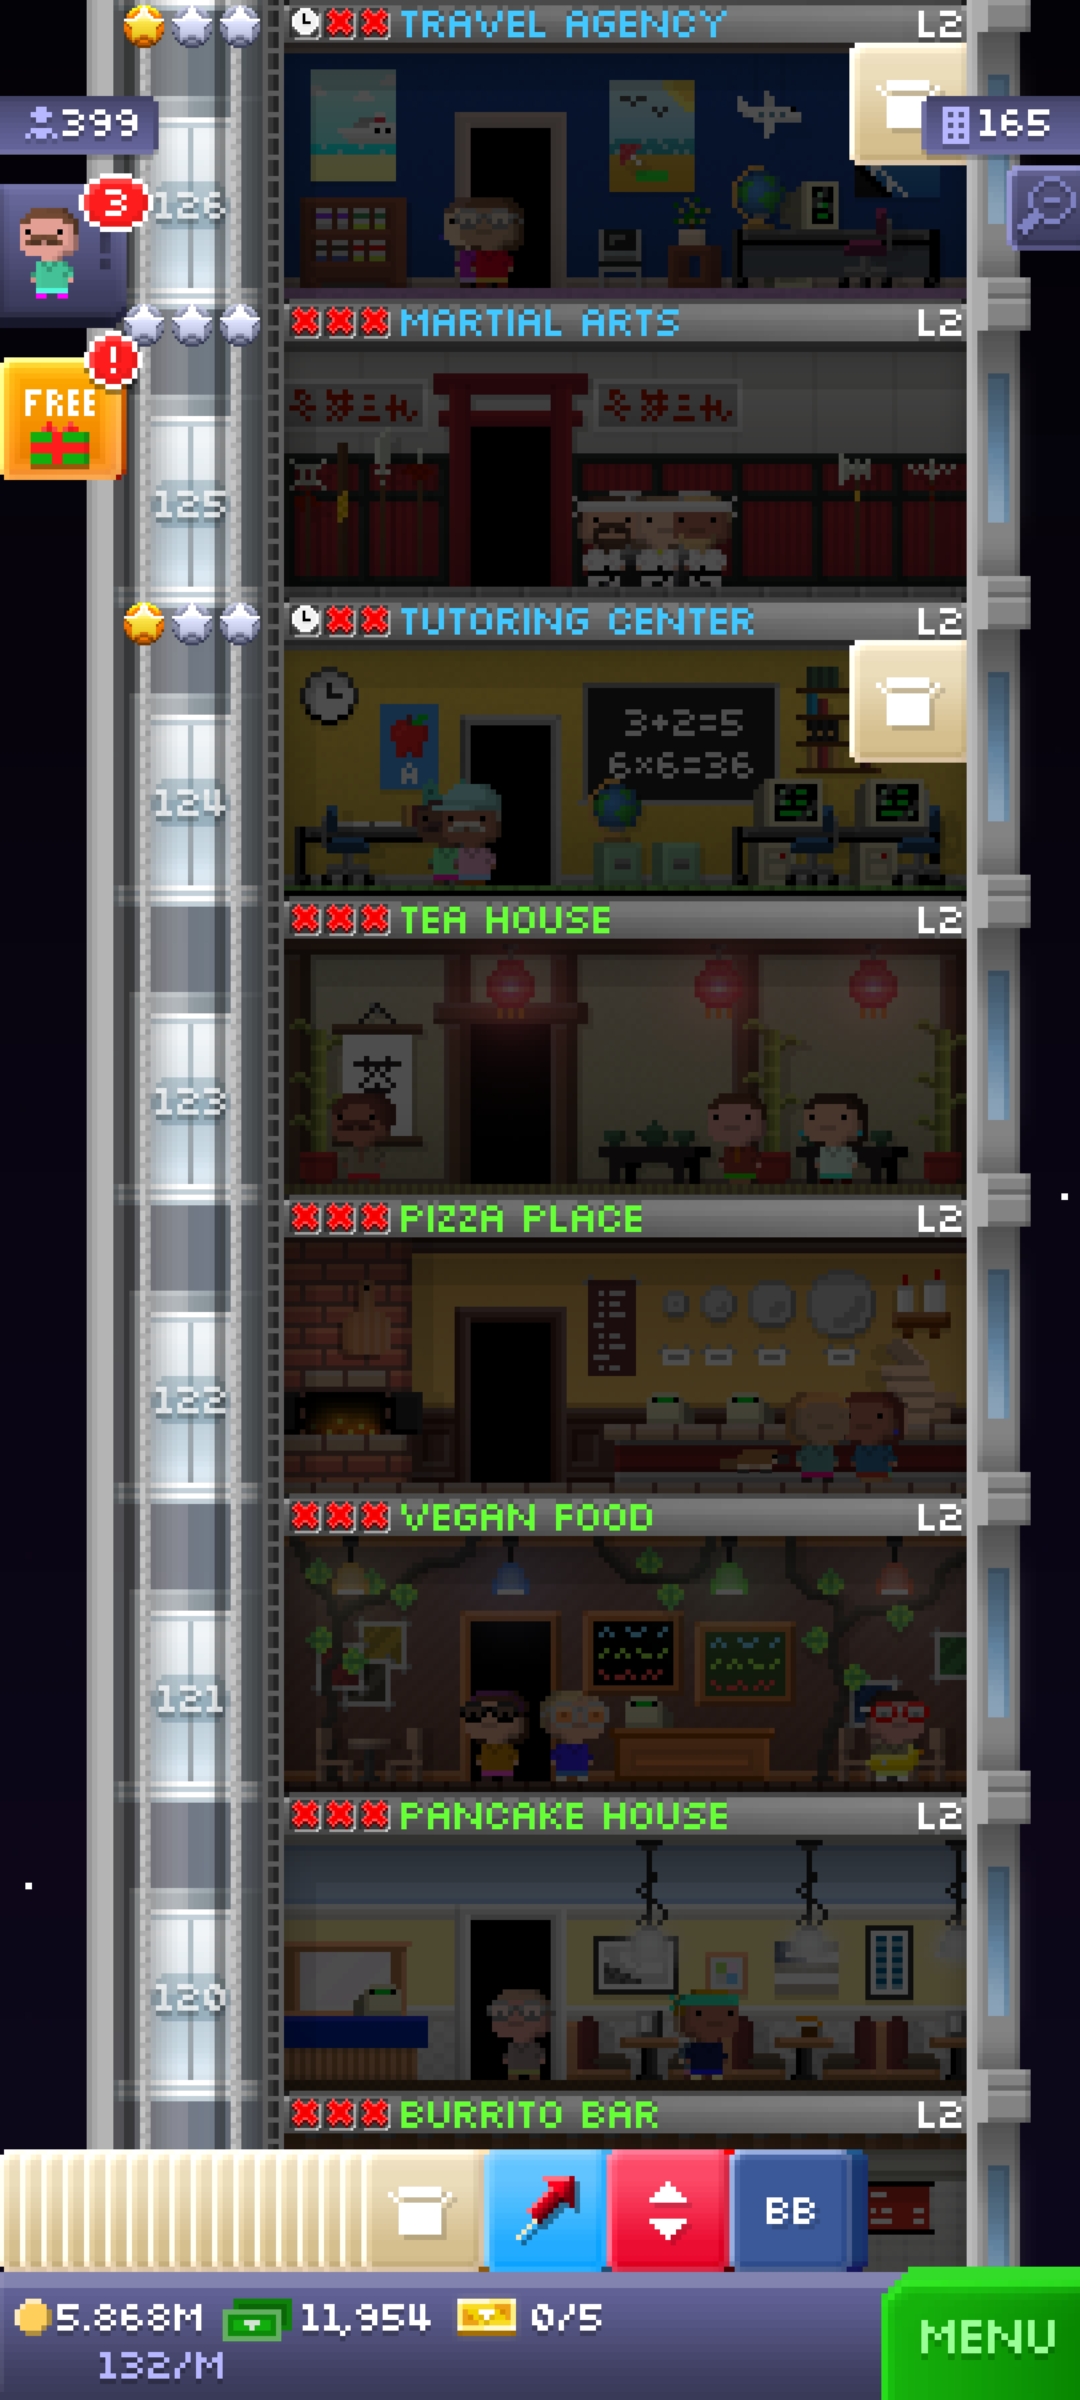 TRAVEL AGENCY L2
399
165
3
126
MARTIAL ARTS L2
!
FREE
125
TUTORING CENTER L2
3+2=5
6×6=36
A
124
TEA HOUSE L2
123
PIZZA PLACE L2
122
VEGAN FOOD L2
121
PANCAKE HOUSE L2
120
BURRITO BAR L2
BB
5.868M 11,954 0/5
132/M
MENU